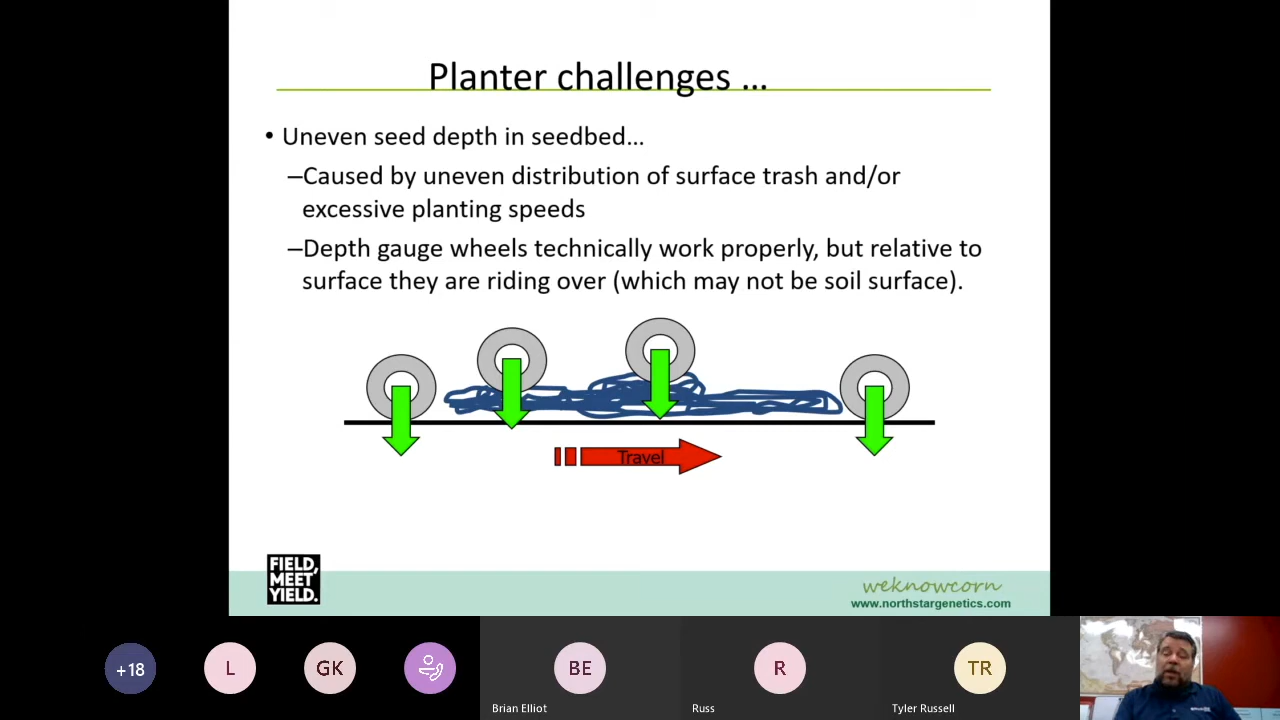 Planter challenges ...
• Uneven seed depth in seedbed...
–Caused by uneven distribution of surface trash and/or
excessive planting speeds
–Depth gauge wheels technically work properly, but relative to
surface they are riding over (which may not be soil surface).
Travel
FIELD,
MEET
YIELD.
weknowcorn
www.northstargenetics.com
+18
L
GK
BE
R
TR
Brian Elliot
Russ
Tyler Russell